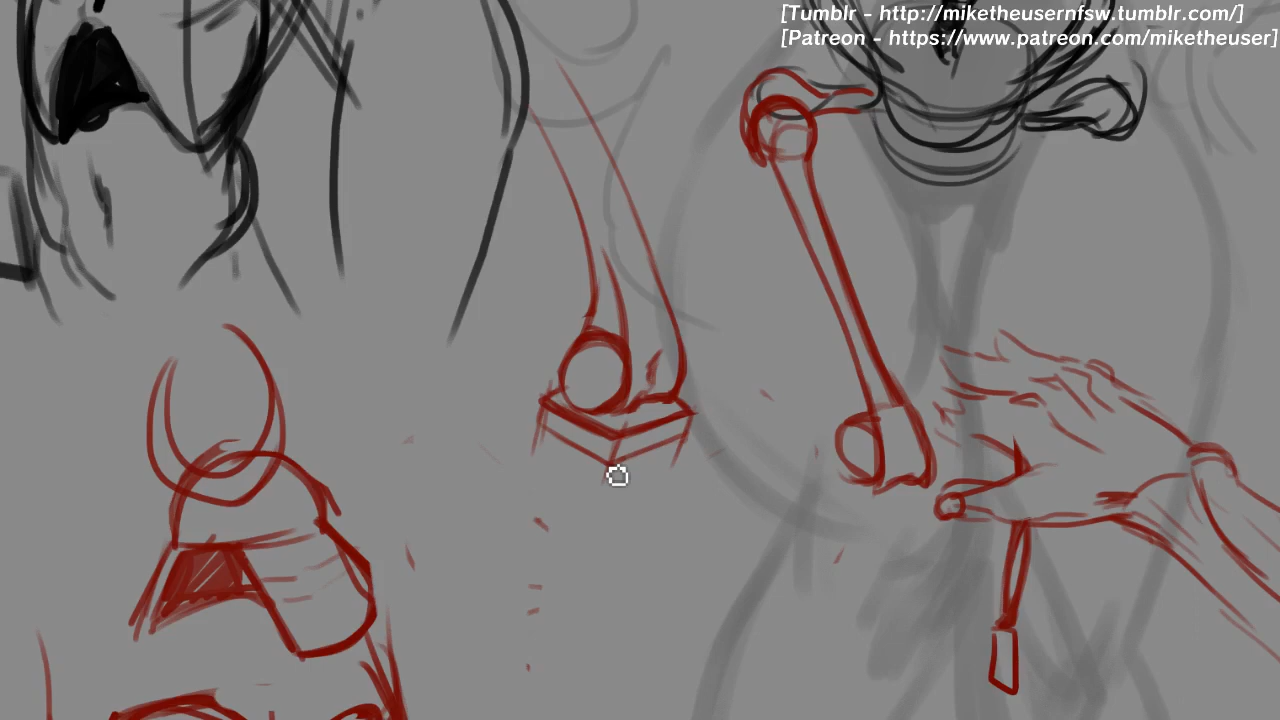 [Tumblr - http://miketheusernfsw.tumblr.com/]
[Patreon - https://www.patreon.com/miketheuser]